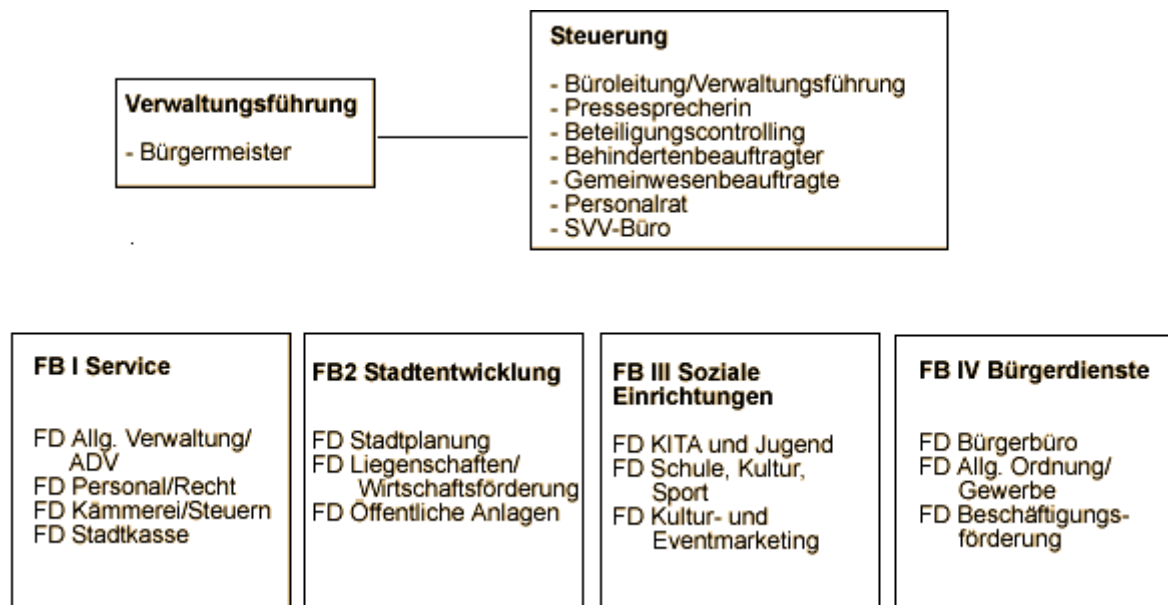 Verwaltungsführung
- Bürgermeister
Steuerung
- Büroleitung/Verwaltungsführung
- Pressesprecherin
- Beteiligungscontrolling
- Behindertenbeauftragter
- Gemeinwesenbeauftragte
- Personalrat
- SVV-Büro
FB I Service
FD Allg. Verwaltung/
ADV
FD Personal/Recht
FD Kämmerei/Steuern
FD Stadtkasse
FB2 Stadtentwicklung
FD Stadtplanung
FD Liegenschaften/
Wirtschaftsförderung
FD Öffentliche Anlagen
FB III Soziale
Einrichtungen
FD KITA und Jugend
FD Schule, Kultur,
Sport
FD Kultur- und
Eventmarketing
FB IV Bürgerdienste
FD Bürgerbüro
FD Allg. Ordnung/
Gewerbe
FD Beschäftigungs-
förderung